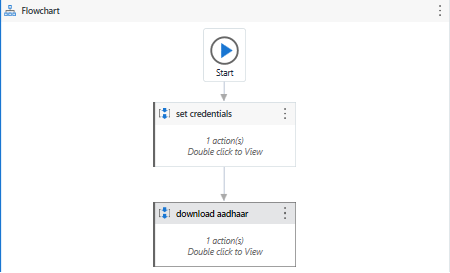 Flowchart
Start
set credentials
1 action(s)
Double click to View
download aadhaar
1 action(s)
Double click to View